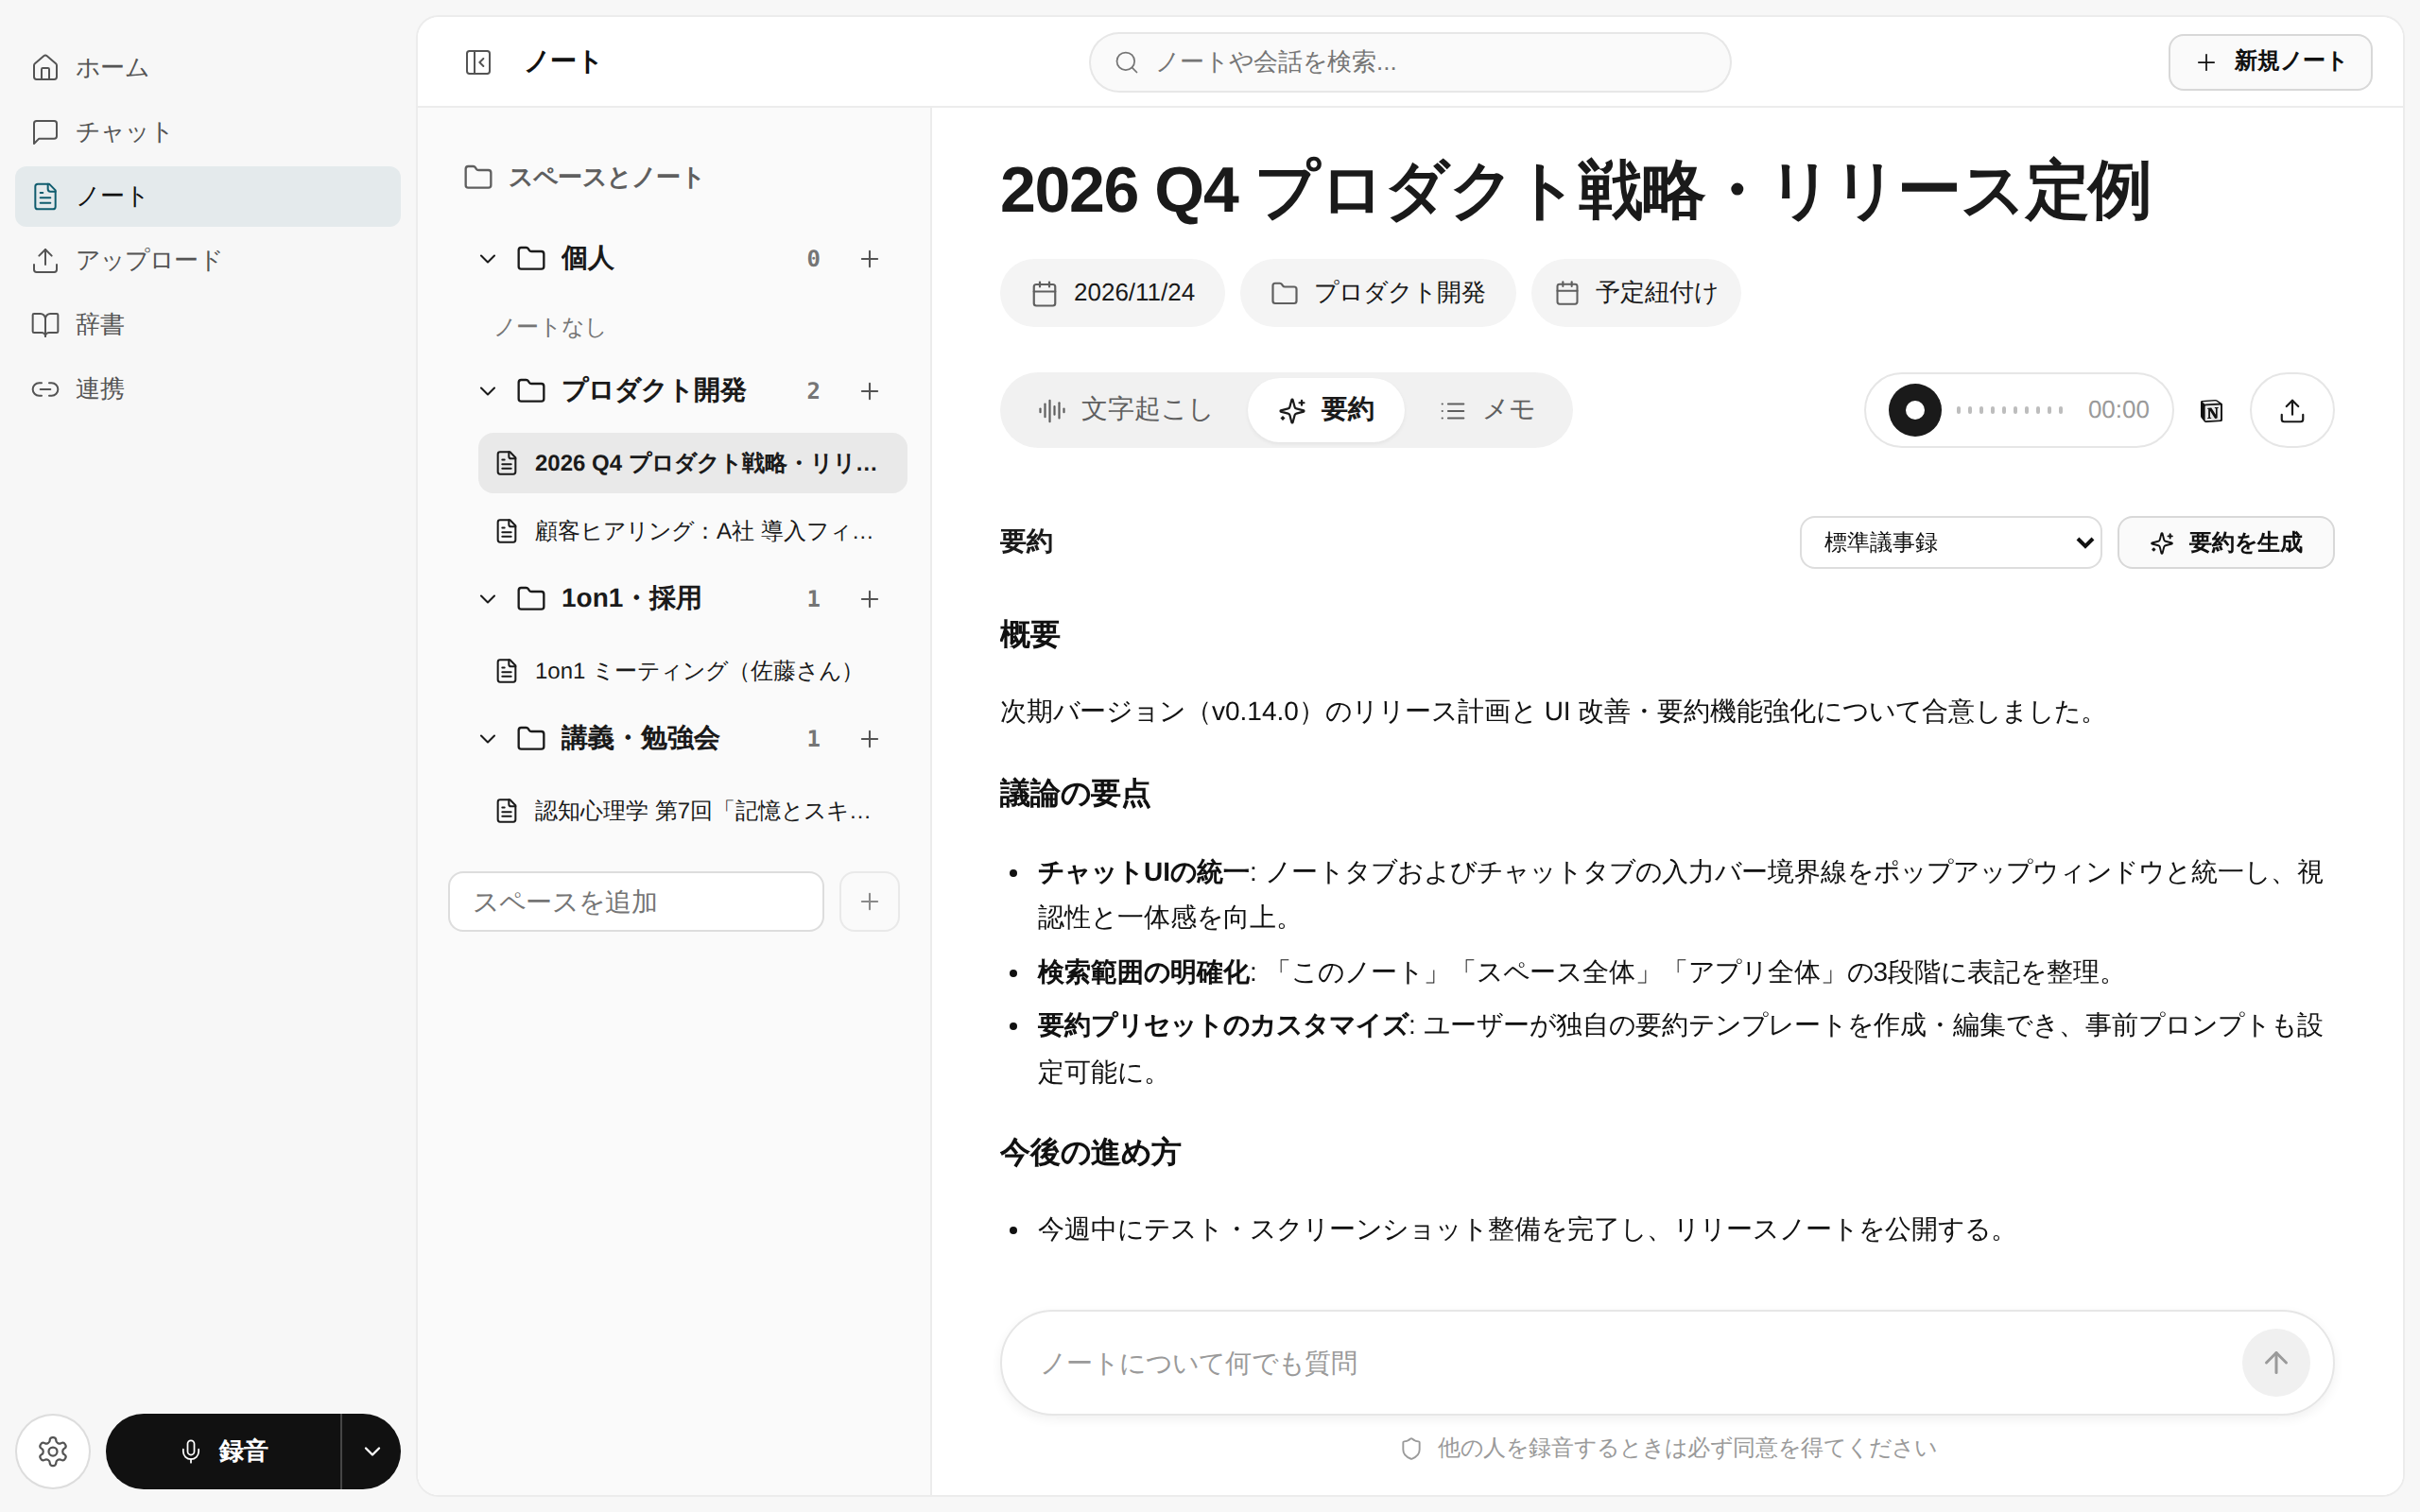 ホーム
チャット
ノート
アップロード
辞書
連携
録音
ノート
ノートや会話を検索...
新規ノート
スペースとノート
個人 0
ノートなし
プロダクト開発 2
2026 Q4 プロダクト戦略・リリ…
顧客ヒアリング：A社 導入フィ…
1on1・採用 1
1on1 ミーティング（佐藤さん）
講義・勉強会 1
認知心理学 第7回「記憶とスキ…
スペースを追加
2026 Q4 プロダクト戦略・リリース定例
2026/11/24 プロダクト開発 予定紐付け
文字起こし 要約 メモ 00:00
要約 標準議事録 要約を生成
概要
次期バージョン（v0.14.0）のリリース計画と UI 改善・要約機能強化について合意しました。
議論の要点
チャットUIの統一: ノートタブおよびチャットタブの入力バー境界線をポップアップウィンドウと統一し、視
認性と一体感を向上。
検索範囲の明確化: 「このノート」「スペース全体」「アプリ全体」の3段階に表記を整理。
要約プリセットのカスタマイズ: ユーザーが独自の要約テンプレートを作成・編集でき、事前プロンプトも設
定可能に。
今後の進め方
今週中にテスト・スクリーンショット整備を完了し、リリースノートを公開する。
ノートについて何でも質問
他の人を録音するときは必ず同意を得てください